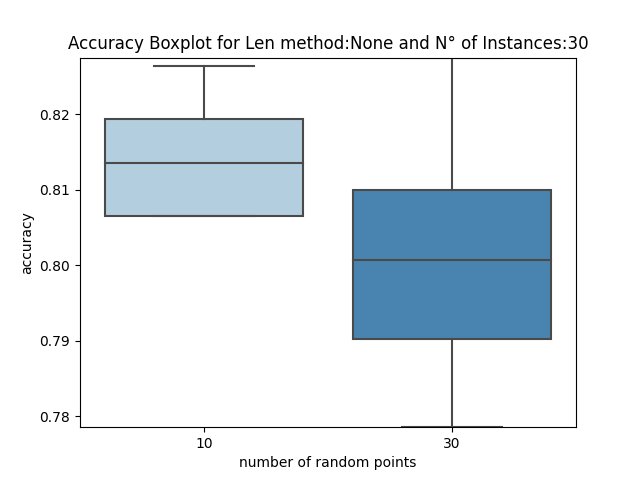 Accuracy Boxplot for Len method:None and N° of Instances:30
accuracy
0.82
0.81
0.80
0.79
0.78
10
30
number of random points